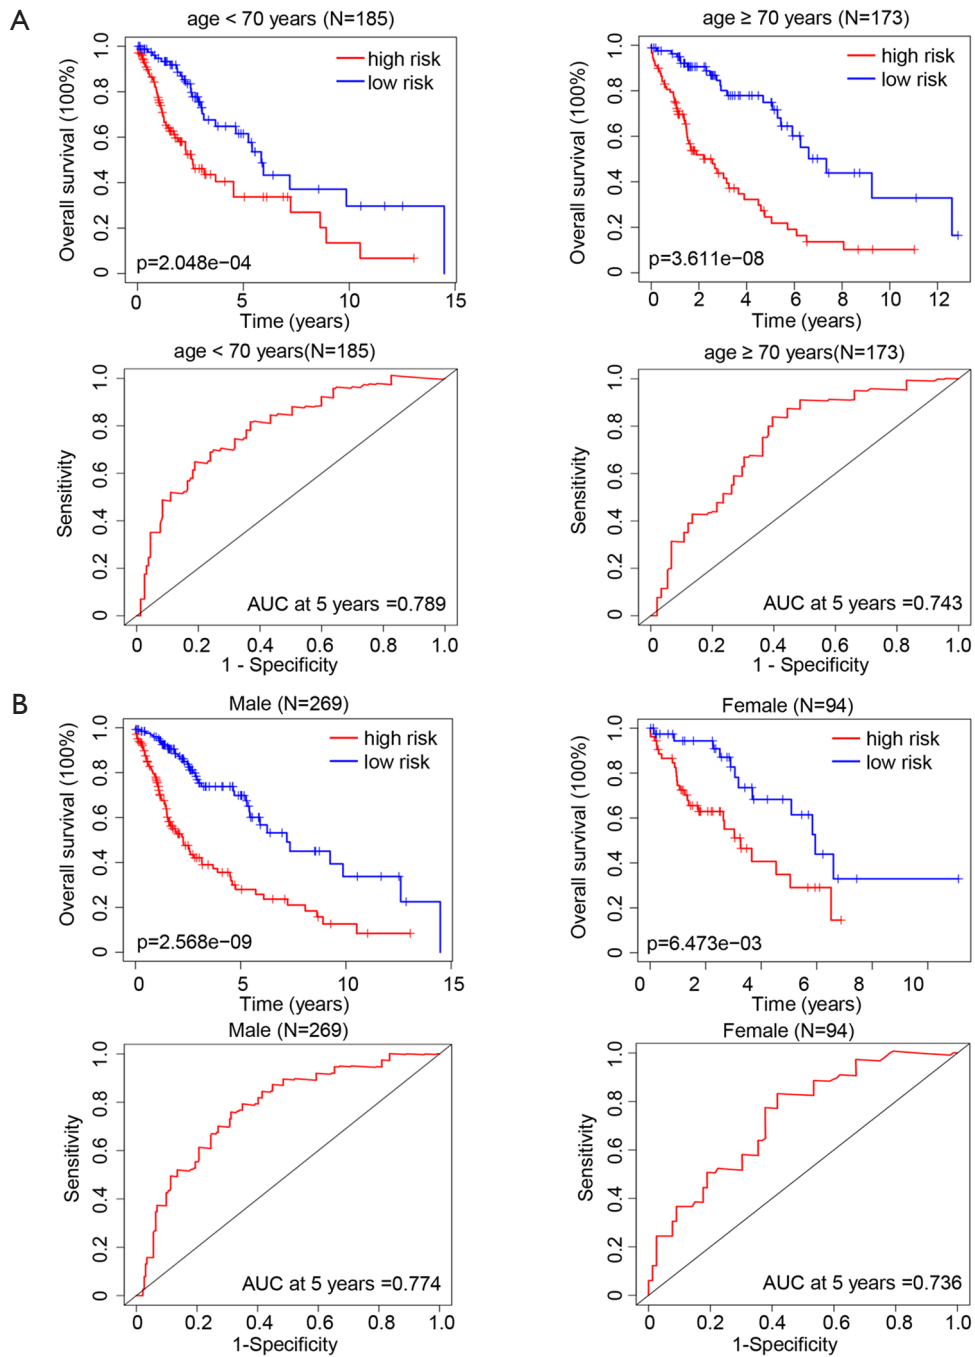 A
age < 70 years (N=185)
high risk
low risk
Overall survival (100%)
1.0
0.8
0.6
0.4
0.2
0
p=2.048e−04
0 5 10 15
Time (years)
age ≥ 70 years (N=173)
high risk
low risk
Overall survival (100%)
1.0
0.8
0.6
0.4
0.2
0
p=3.611e−08
0 2 4 6 8 10 12
Time (years)
age < 70 years(N=185)
Sensitivity
1.0
0.8
0.6
0.4
0.2
0
AUC at 5 years =0.789
0 0.2 0.4 0.6 0.8 1.0
1 - Specificity
age ≥ 70 years(N=173)
Sensitivity
1.0
0.8
0.6
0.4
0.2
0
AUC at 5 years =0.743
0 0.2 0.4 0.6 0.8 1.0
1 - Specificity
B
Male (N=269)
high risk
low risk
Overall survival (100%)
1.0
0.8
0.6
0.4
0.2
0
p=2.568e−09
0 5 10 15
Time (years)
Female (N=94)
high risk
low risk
Overall survival (100%)
1.0
0.8
0.6
0.4
0.2
0
p=6.473e−03
0 2 4 6 8 10
Time (years)
Male (N=269)
Sensitivity
1.0
0.8
0.6
0.4
0.2
0
AUC at 5 years =0.774
0 0.2 0.4 0.6 0.8 1.0
1-Specificity
Female (N=94)
Sensitivity
1.0
0.8
0.6
0.4
0.2
0
AUC at 5 years =0.736
0 0.2 0.4 0.6 0.8 1.0
1-Specificity